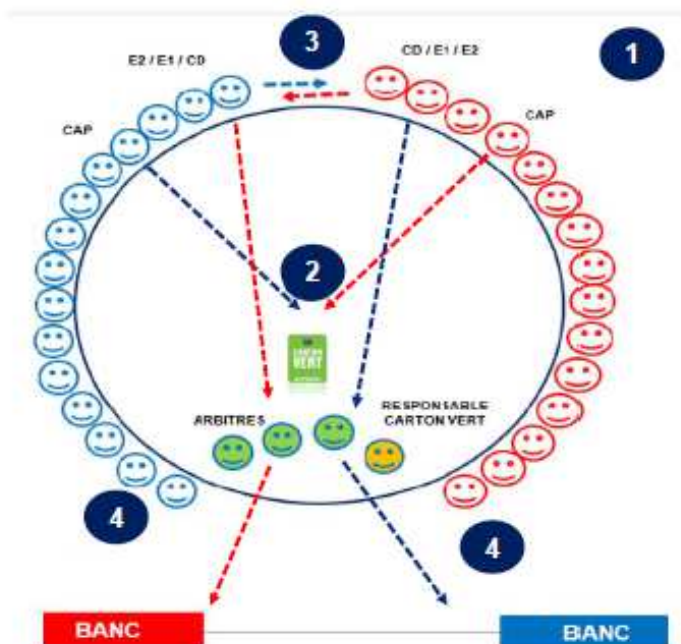 3
1
E2 / E1 / CD
CD / E1 / E2
CAP
CAP
2
CARTON
VERT
ARBITRES
RESPONSABLE
CARTON VERT
4
4
BANC
BANC